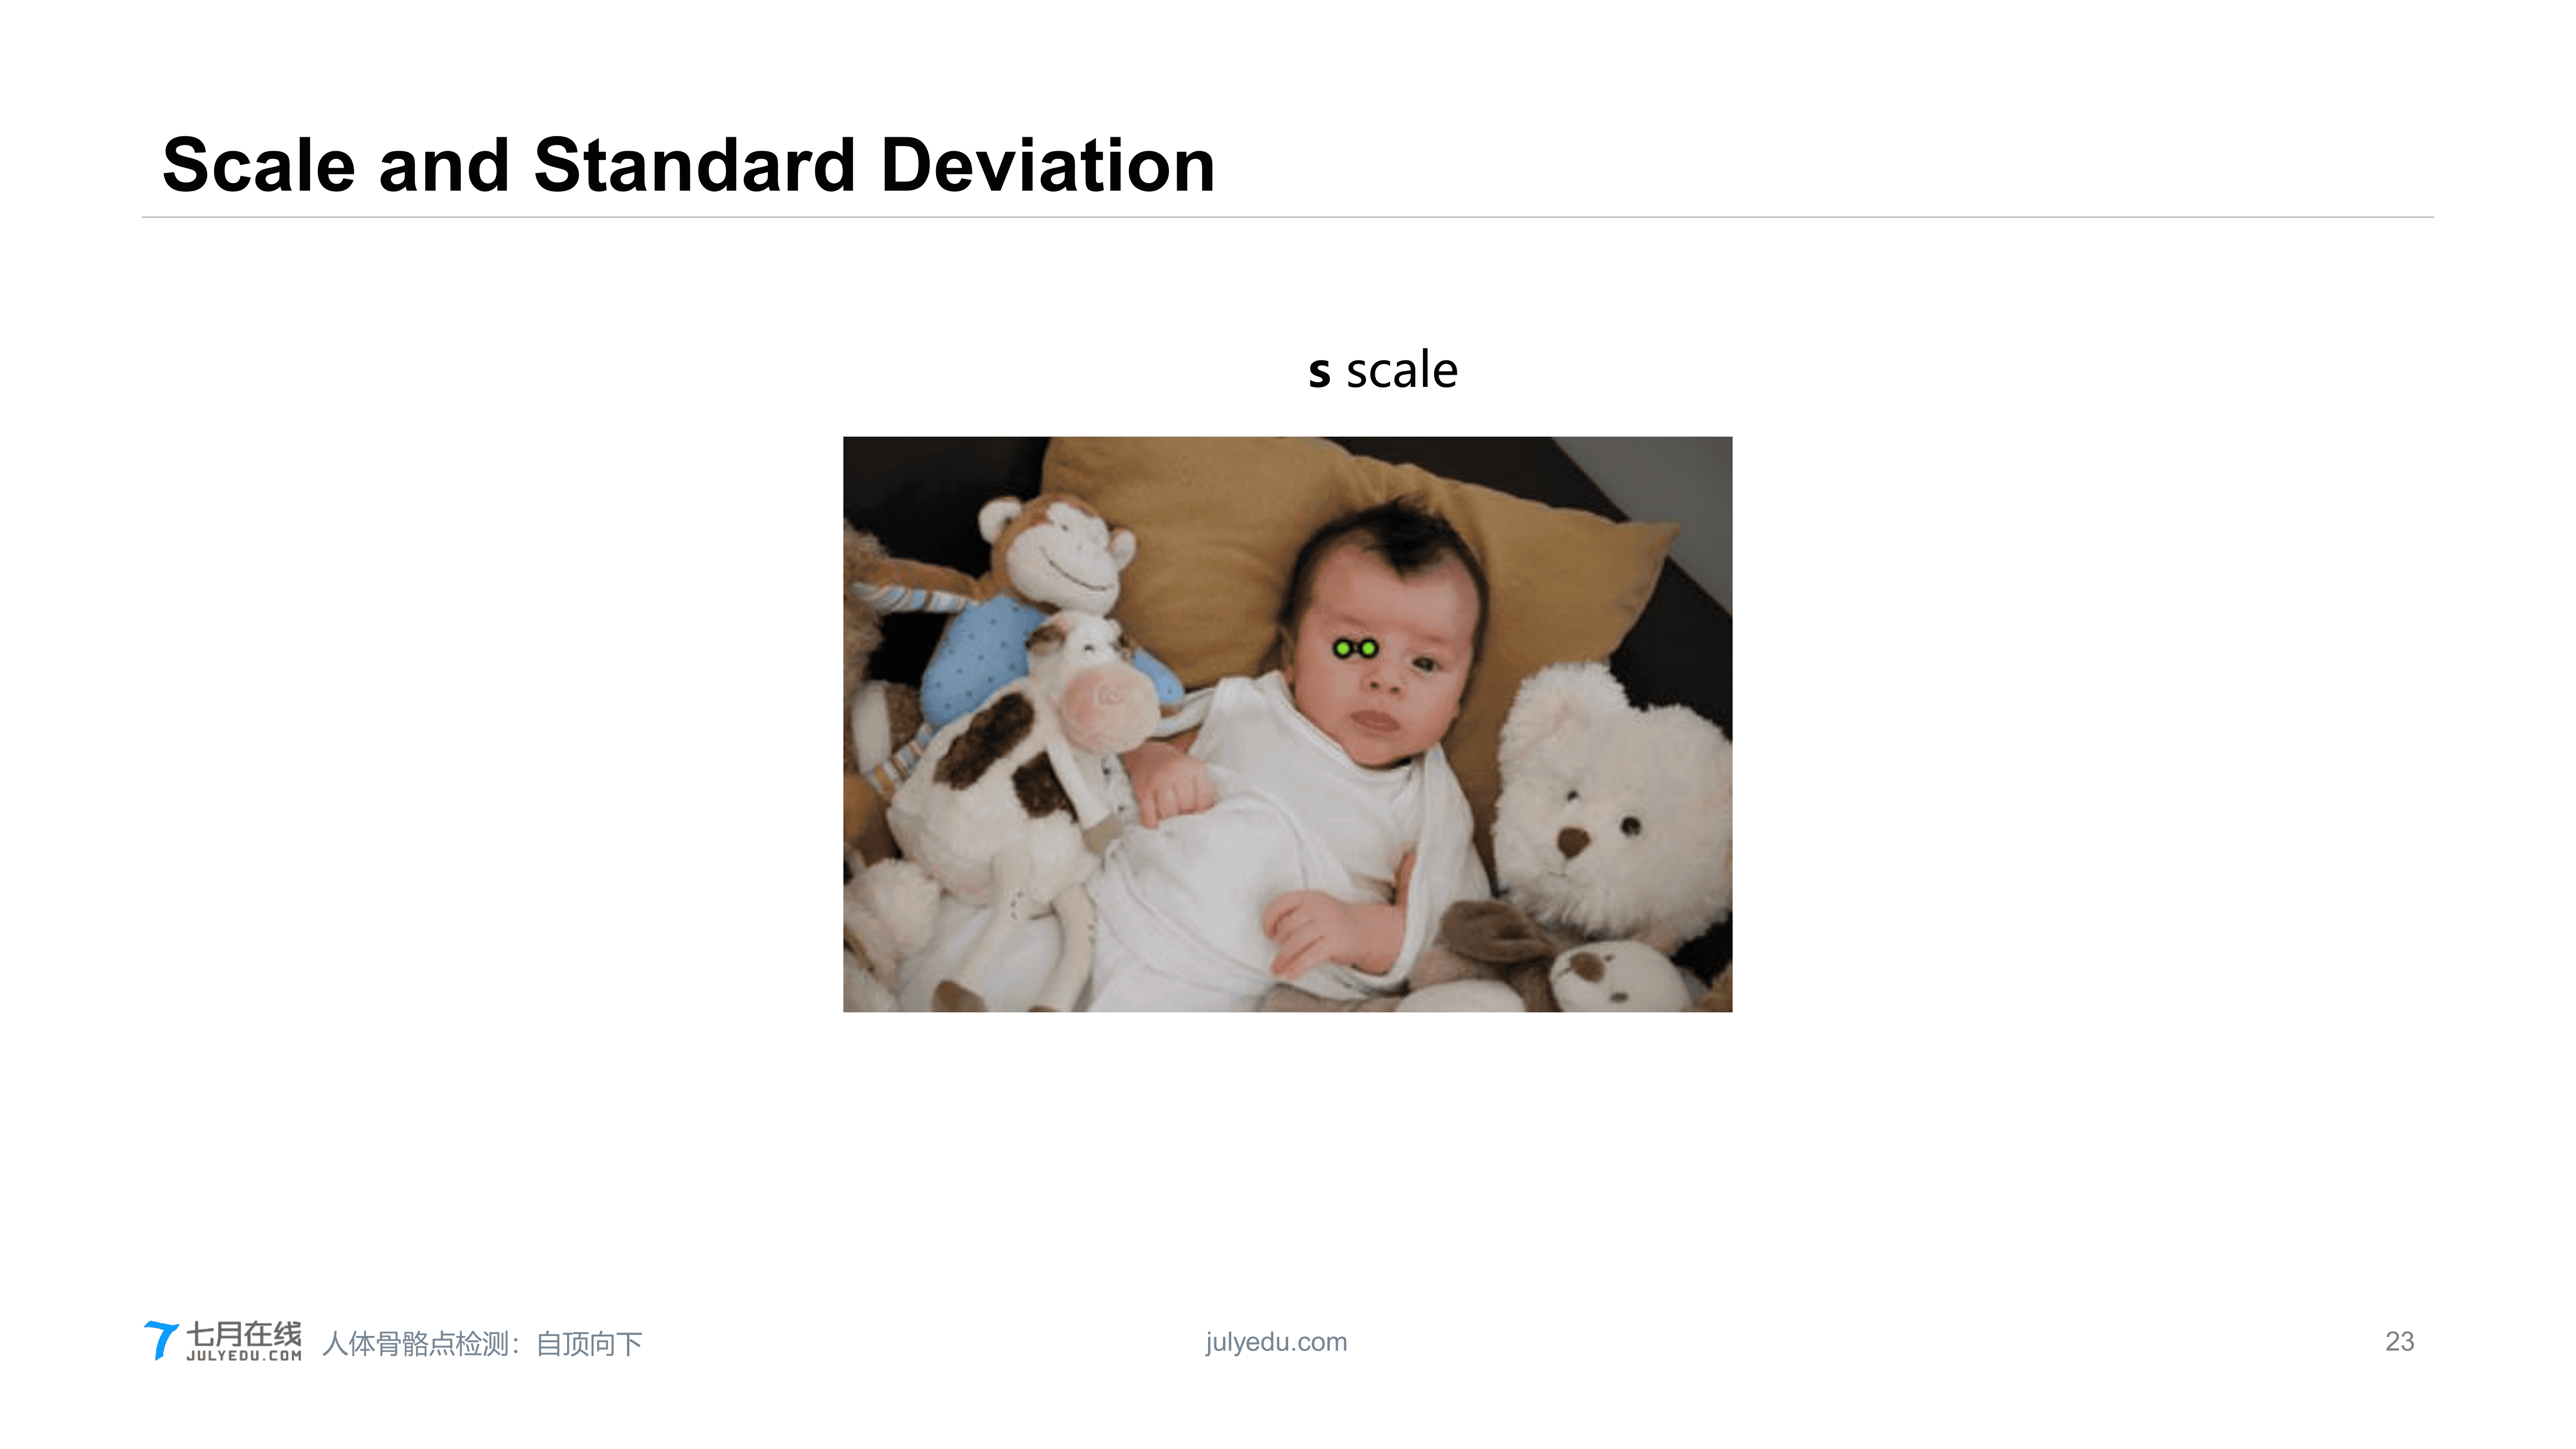 Scale and Standard Deviation
s scale
七月在线
JULYEDU.COM
人体骨骼点检测：自顶向下
julyedu.com
23